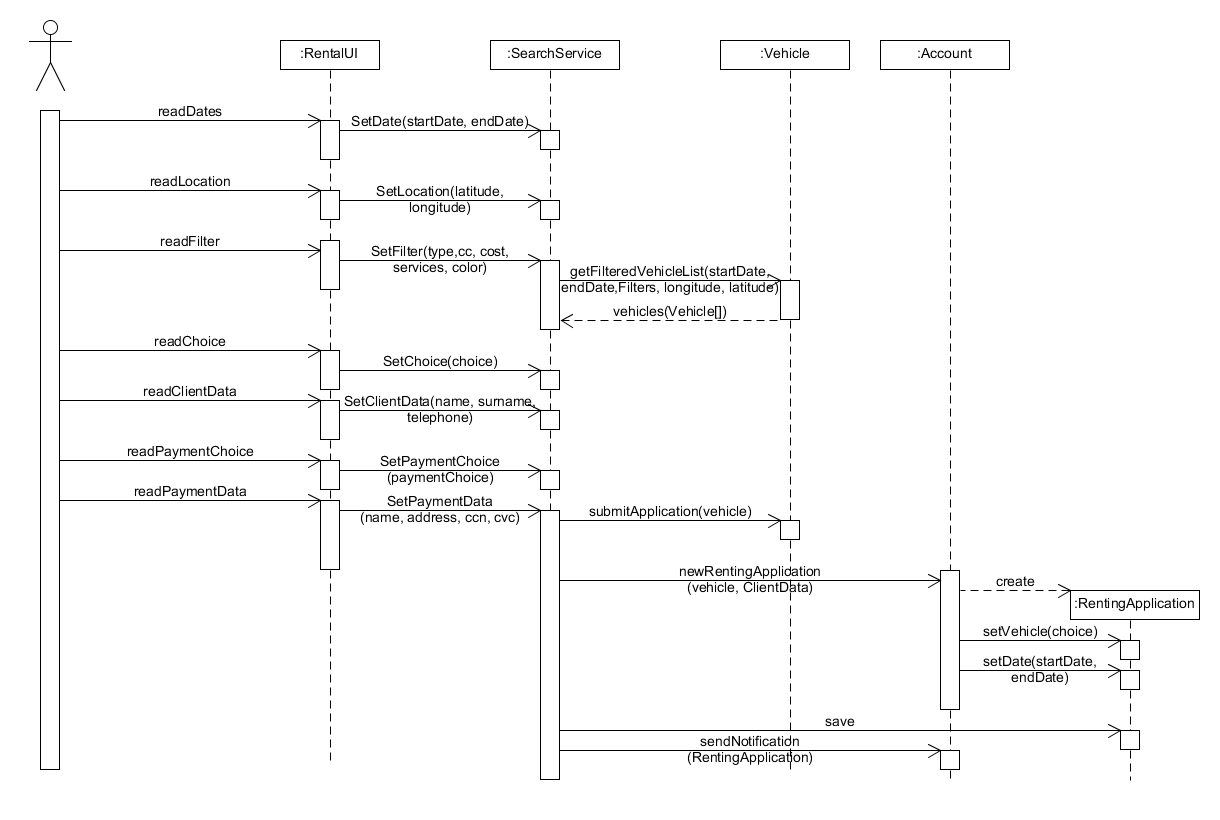 :RentalUI
:SearchService
:Vehicle
:Account
readDates
SetDate(startDate, endDate)
readLocation
SetLocation(latitude,
longitude)
readFilter
SetFilter(type,cc, cost,
services, color)
getFilteredVehicleList(startDate,
endDate,Filters, longitude, latitude)
vehicles(Vehicle[])
readChoice
SetChoice(choice)
readClientData
SetClientData(name, surname,
telephone)
readPaymentChoice
SetPaymentChoice
(paymentChoice)
readPaymentData
SetPaymentData
(name, address, ccn, cvc)
submitApplication(vehicle)
newRentingApplication
(vehicle, ClientData)
create
:RentingApplication
setVehicle(choice)
setDate(startDate,
endDate)
save
sendNotification
(RentingApplication)